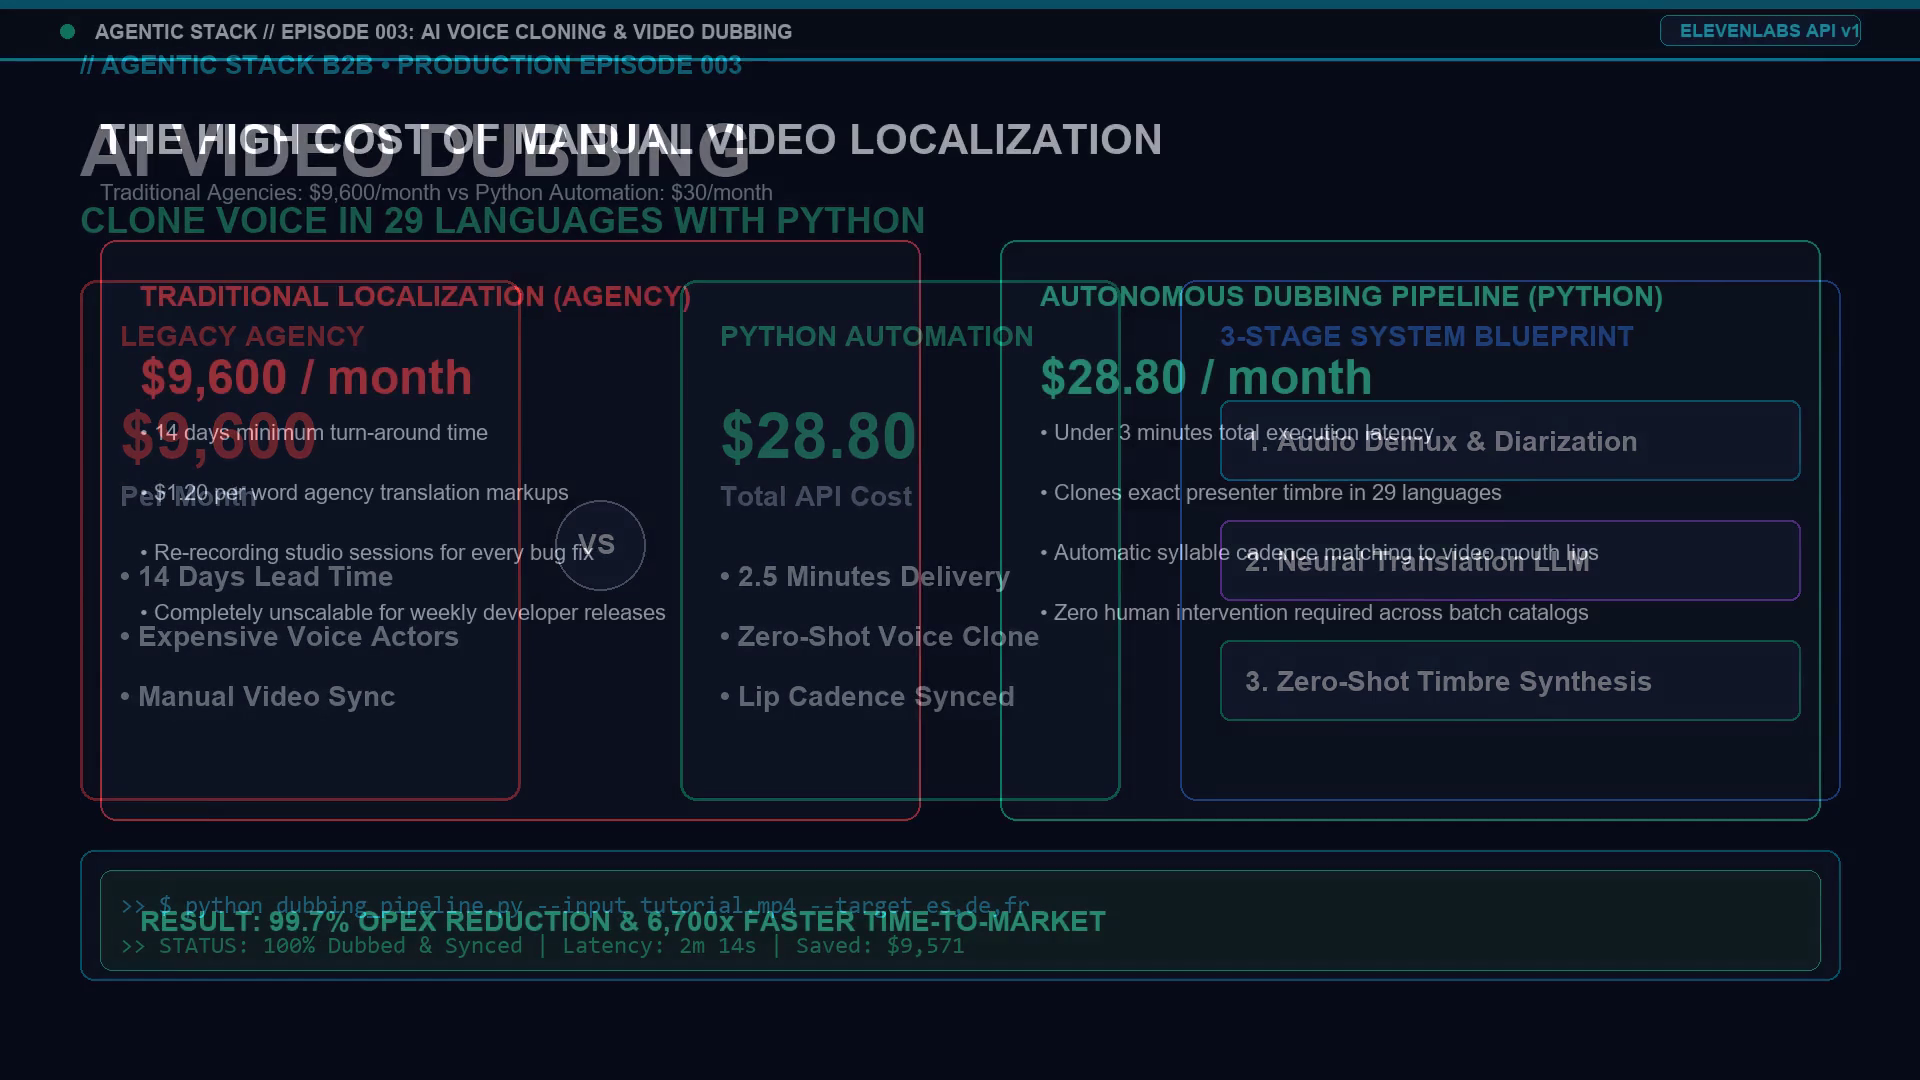 AGENTIC STACK // EPISODE 003: AI VOICE CLONING & VIDEO DUBBING
ELEVENLABS API v1
// AGENTIC STACK B2B • PRODUCTION EPISODE 003
THE HIGH COST OF MANUAL VIDEO LOCALIZATION
AI VIDEO DUBBING
Traditional Agencies: $9,600/month vs Python Automation: $30/month
CLONE VOICE IN 29 LANGUAGES WITH PYTHON
TRADITIONAL LOCALIZATION (AGENCY)
$9,600 / month
• 14 days minimum turn-around time
• $1.20 per word agency translation markups
• Re-recording studio sessions for every bug fix
• Completely unscalable for weekly developer releases
AUTONOMOUS DUBBING PIPELINE (PYTHON)
$28.80 / month
• Under 3 minutes total execution latency
• Clones exact presenter timbre in 29 languages
• Automatic syllable cadence matching to video mouth lips
• Zero human intervention required across batch catalogs
LEGACY AGENCY
$9,600
Per Month
• 14 Days Lead Time
• Expensive Voice Actors
• Manual Video Sync
VS
PYTHON AUTOMATION
$28.80
Total API Cost
• 2.5 Minutes Delivery
• Zero-Shot Voice Clone
• Lip Cadence Synced
3-STAGE SYSTEM BLUEPRINT
1. Audio Demux & Diarization
2. Neural Translation LLM
3. Zero-Shot Timbre Synthesis
>> $ python dubbing_pipeline.py --input tutorial.mp4 --target es,de,fr
RESULT: 99.7% OPEX REDUCTION & 6,700x FASTER TIME-TO-MARKET
>> STATUS: 100% Dubbed & Synced | Latency: 2m 14s | Saved: $9,571